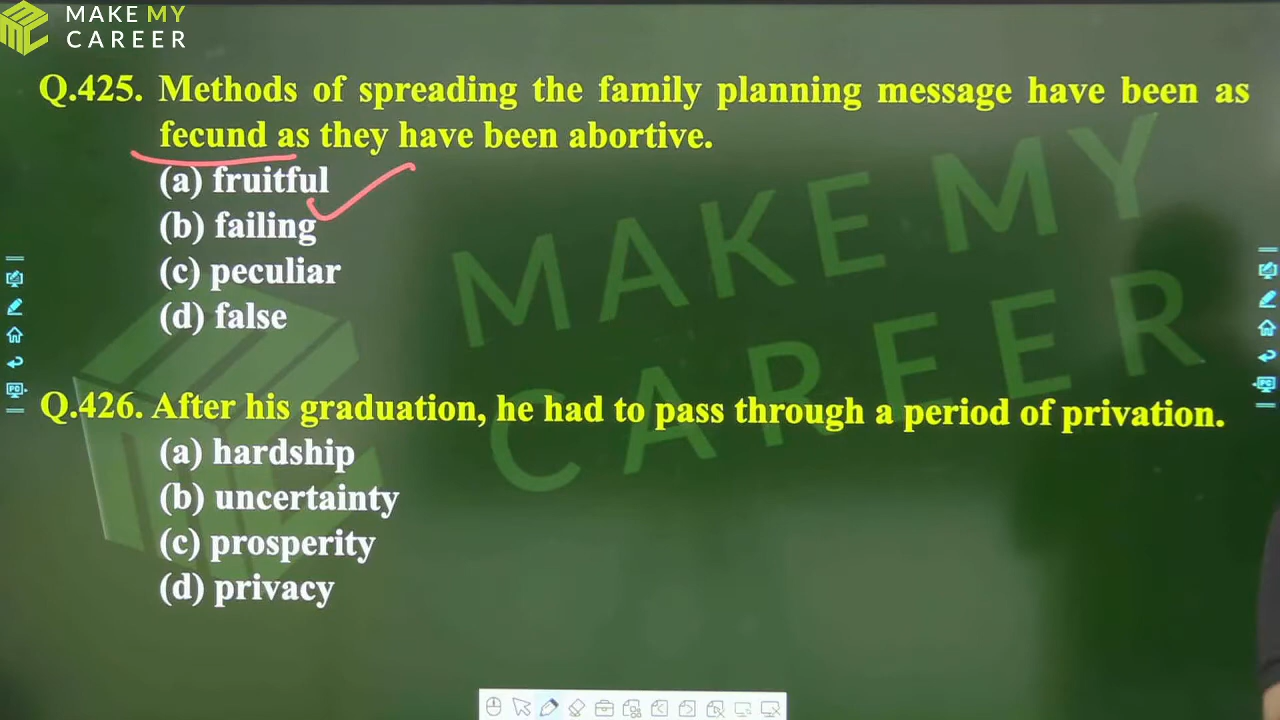 MAKE MY
CAREER
Q.425. Methods of spreading the family planning message have been as
fecund as they have been abortive.
(a) fruitful
(b) failing
(c) peculiar
(d) false
MAKE MY
CAREER
Q.426. After his graduation, he had to pass through a period of privation.
(a) hardship
(b) uncertainty
(c) prosperity
(d) privacy